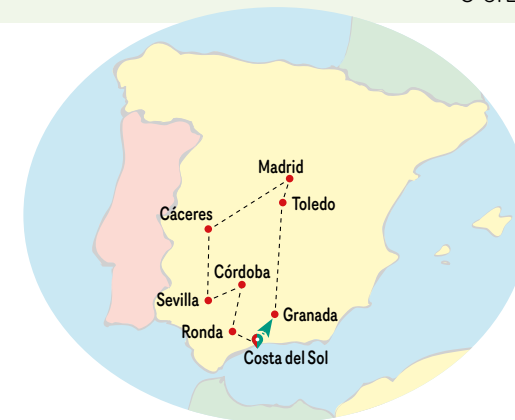 Madrid
Toledo
Cáceres
Córdoba
Sevilla
Granada
Ronda
Costa del Sol